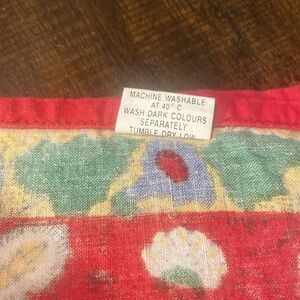 MACHINE WASHABLE
AT 40° C
WASH DARK COLOURS
SEPARATELY
TUMBLE DRY LOW